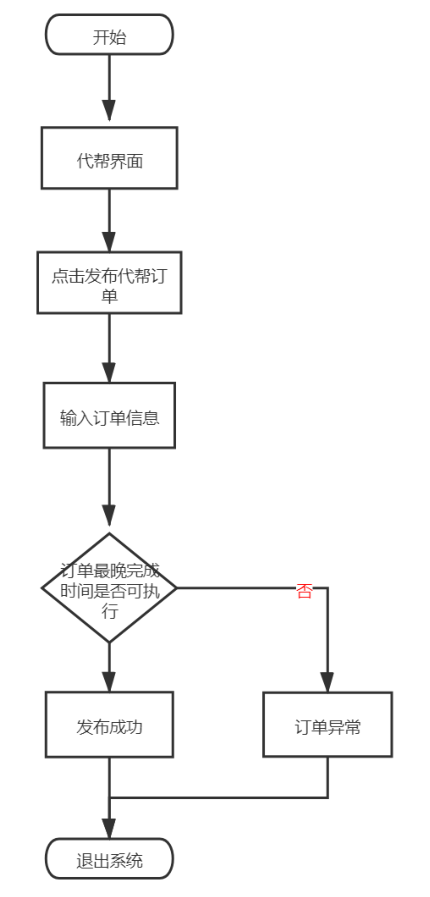 开始
代帮界面
点击发布代帮订
单
输入订单信息
订单最晚完成
时间是否可执
行
否
发布成功
订单异常
退出系统